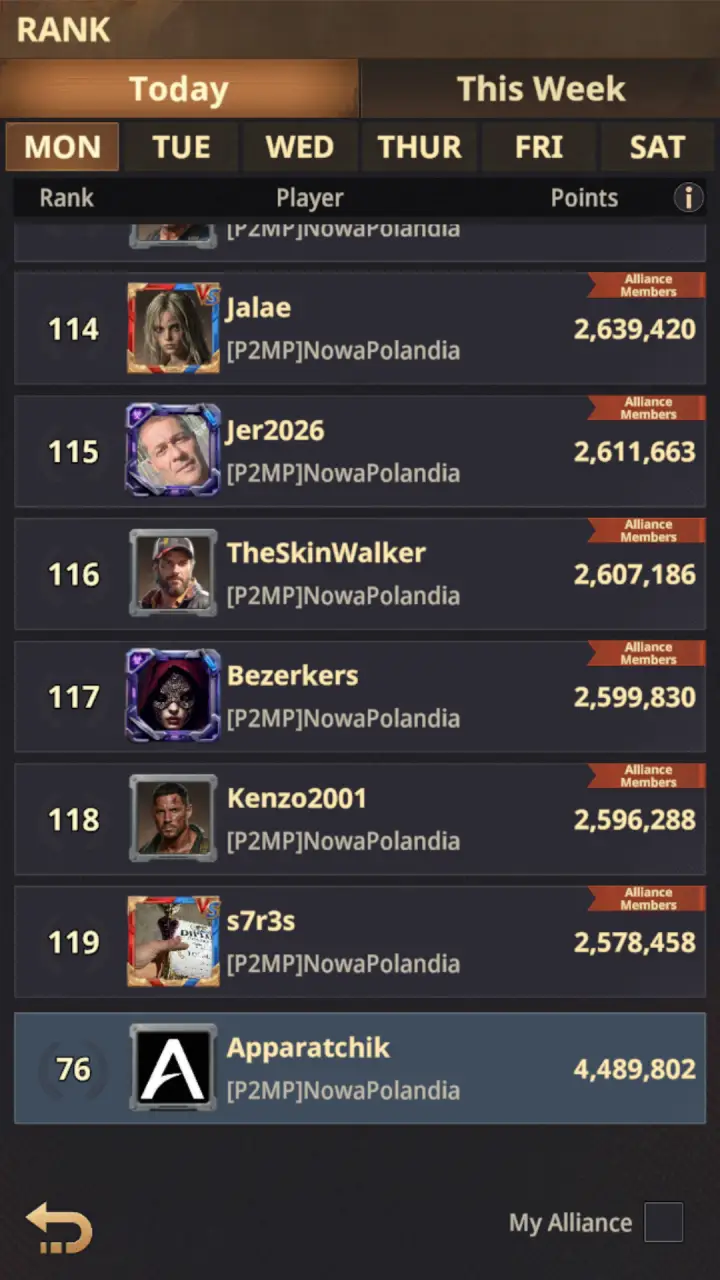 RANK
Today
This Week
MON
TUE
WED
THUR
FRI
SAT
Rank
Player
Points
i
[P2MP]NowaPolandia
114
VS
Jalae
[P2MP]NowaPolandia
Alliance
Members
2,639,420
115
Jer2026
[P2MP]NowaPolandia
Alliance
Members
2,611,663
116
TheSkinWalker
[P2MP]NowaPolandia
Alliance
Members
2,607,186
117
Bezerkers
[P2MP]NowaPolandia
Alliance
Members
2,599,830
118
Kenzo2001
[P2MP]NowaPolandia
Alliance
Members
2,596,288
119
VS
s7r3s
[P2MP]NowaPolandia
Alliance
Members
2,578,458
76
A
Apparatchik
[P2MP]NowaPolandia
4,489,802
My Alliance